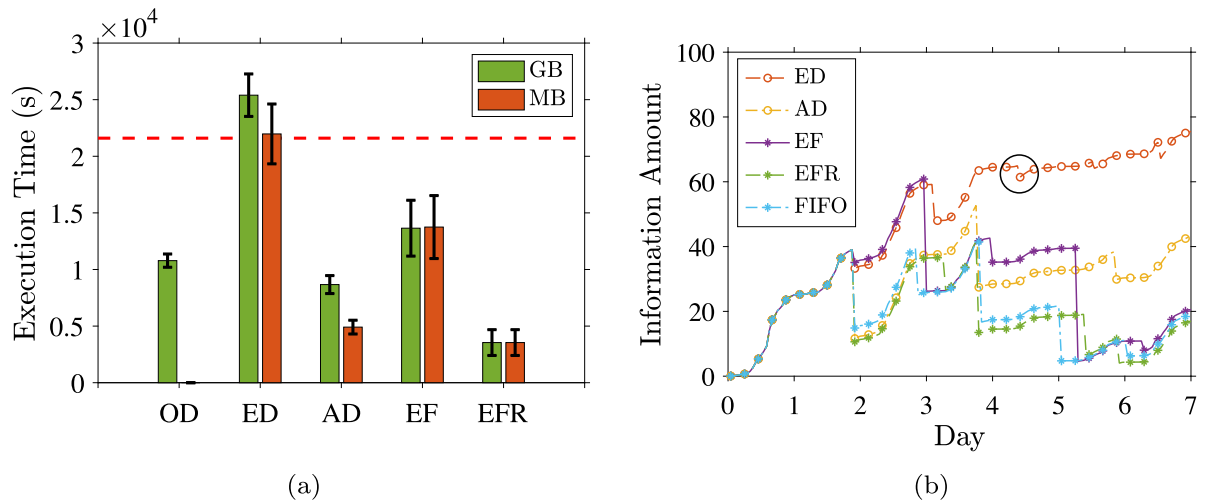 ×10⁴
3
2.5
2
1.5
1
0.5
0
Execution Time (s)
GB
MB
OD ED AD EF EFR
(a)
100
80
60
40
20
0
Information Amount
ED
AD
EF
EFR
FIFO
0 1 2 3 4 5 6 7
Day
(b)